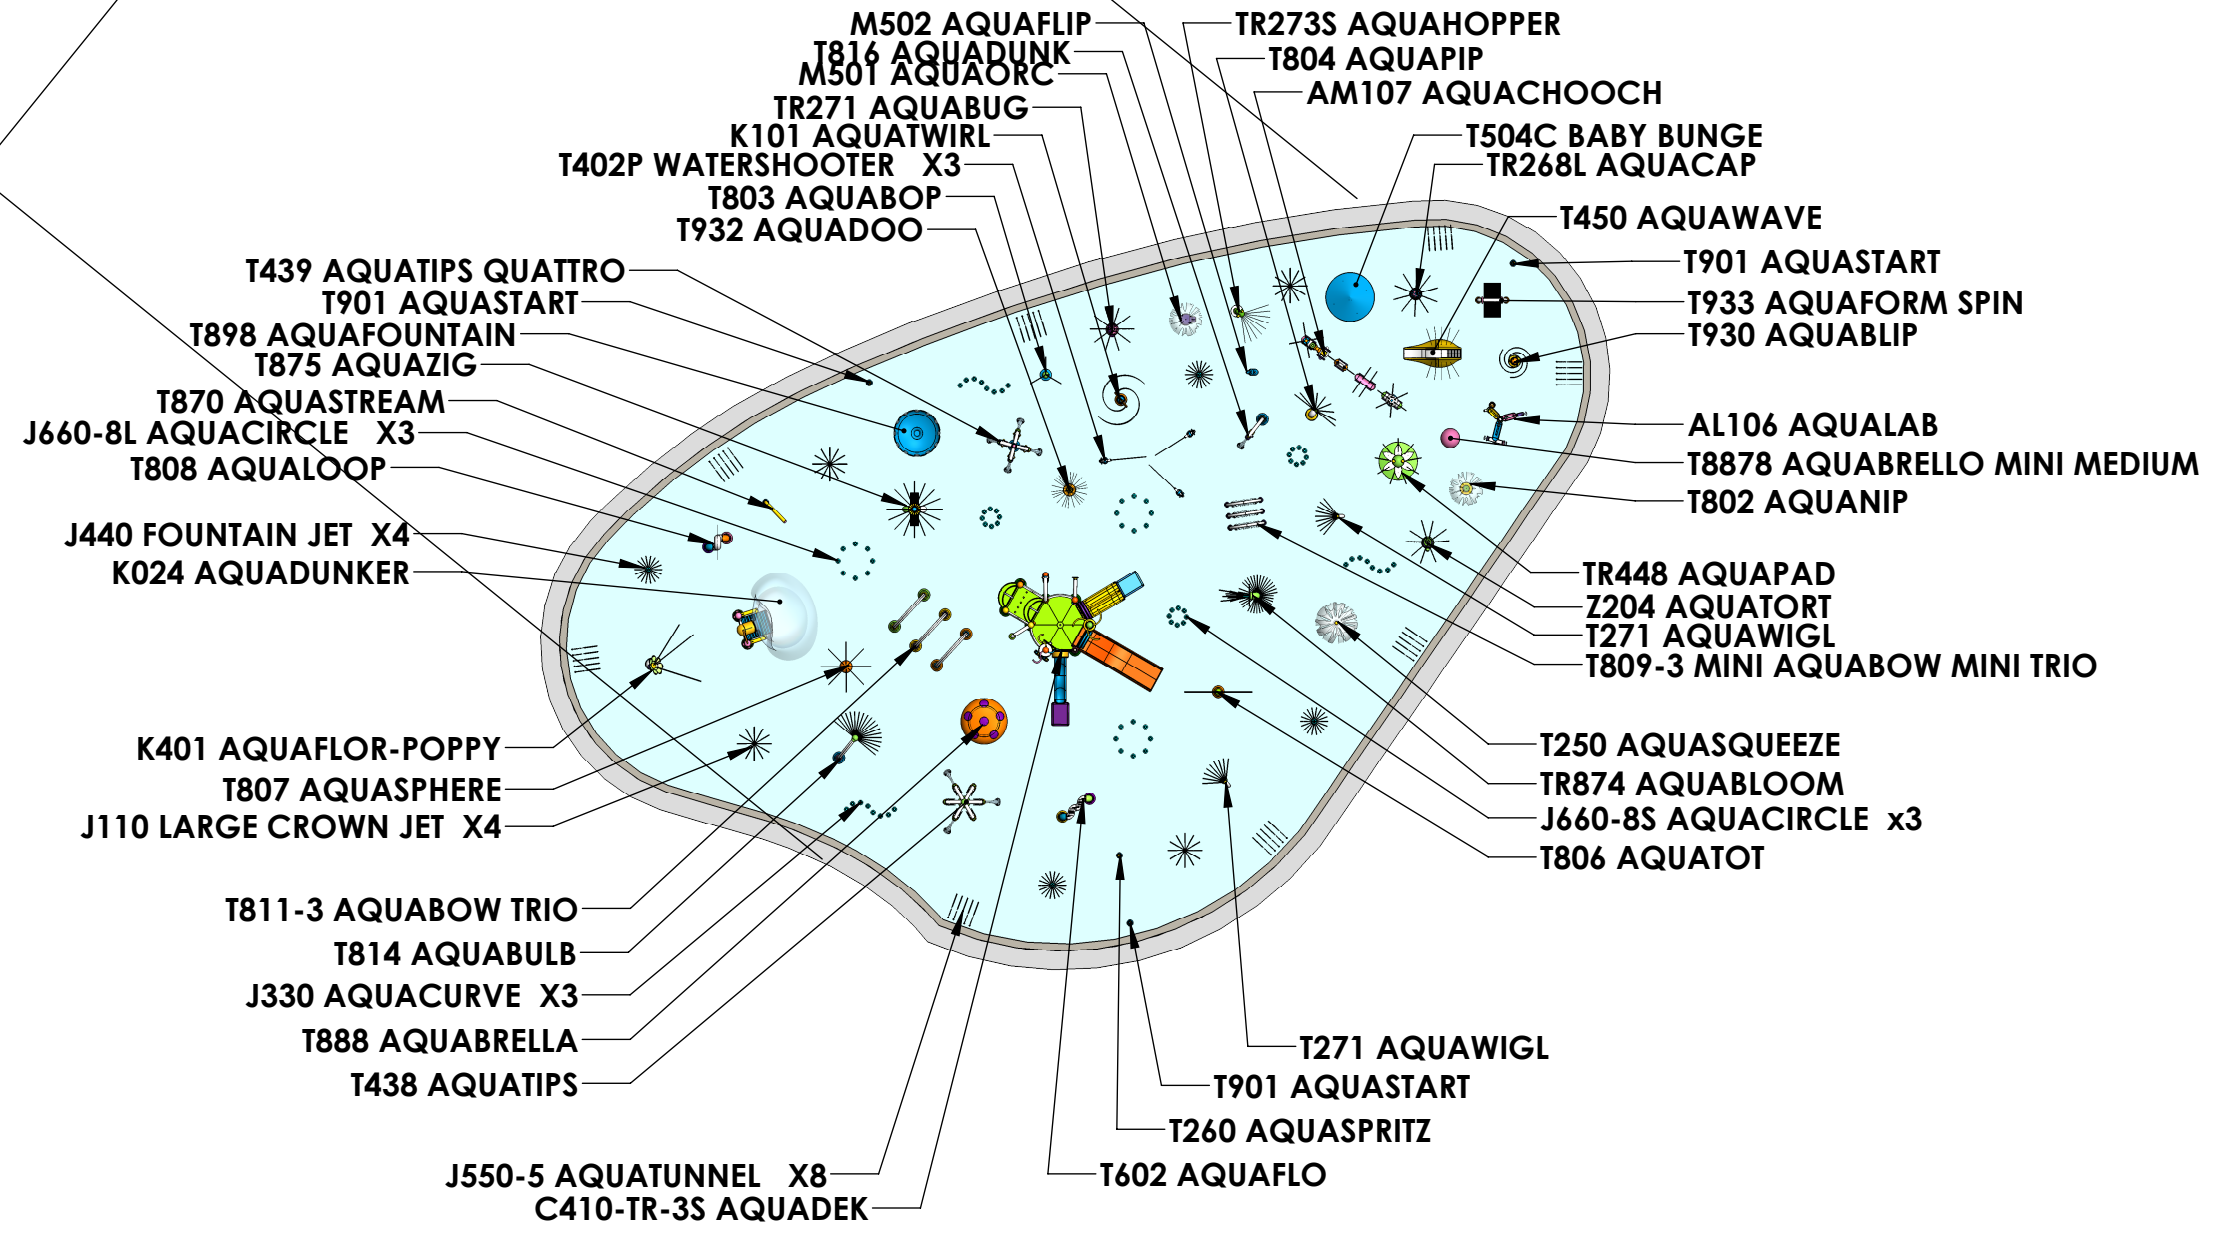 M502 AQUAFLIP
T816 AQUADUNK
M501 AQUAORC
TR271 AQUABUG
K101 AQUATWIRL
T402P WATERSHOOTER X3
T803 AQUABOP
T932 AQUADOO
T439 AQUATIPS QUATTRO
T901 AQUASTART
T898 AQUAFOUNTAIN
T875 AQUAZIG
T870 AQUASTREAM
J660-8L AQUACIRCLE X3
T808 AQUALOOP
J440 FOUNTAIN JET X4
K024 AQUADUNKER
K401 AQUAFLOR-POPPY
T807 AQUASPHERE
J110 LARGE CROWN JET X4
T811-3 AQUABOW TRIO
T814 AQUABULB
J330 AQUACURVE X3
T888 AQUABRELLA
T438 AQUATIPS
J550-5 AQUATUNNEL X8
C410-TR-3S AQUADEK
TR273S AQUAHOPPER
T804 AQUAPIP
AM107 AQUACHOOCH
T504C BABY BUNGE
TR268L AQUACAP
T450 AQUAWAVE
T901 AQUASTART
T933 AQUAFORM SPIN
T930 AQUABLIP
AL106 AQUALAB
T8878 AQUABRELLO MINI MEDIUM
T802 AQUANIP
TR448 AQUAPAD
Z204 AQUATORT
T271 AQUAWIGL
T809-3 MINI AQUABOW MINI TRIO
T250 AQUASQUEEZE
TR874 AQUABLOOM
J660-8S AQUACIRCLE x3
T806 AQUATOT
T271 AQUAWIGL
T901 AQUASTART
T260 AQUASPRITZ
T602 AQUAFLO